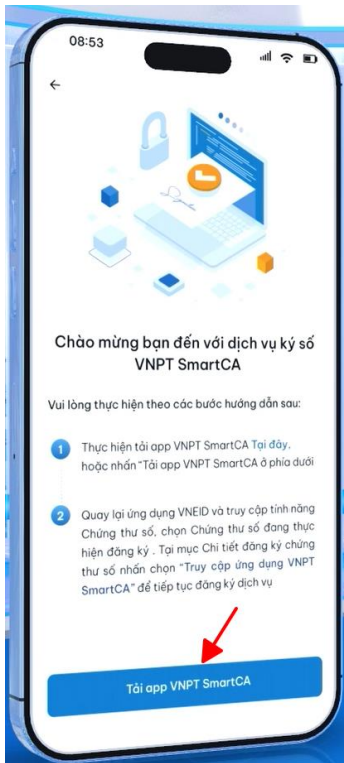 08:53
Chào mừng bạn đến với dịch vụ ký số
VNPT SmartCA
Vui lòng thực hiện theo các bước hướng dẫn sau:
1 Thực hiện tải app VNPT SmartCA Tại đây.
hoặc nhấn "Tải app VNPT SmartCA ở phía dưới
2 Quay lại ứng dụng VNEID và truy cập tính năng
Chứng thư số, chọn Chứng thư số đang thực
hiện đăng ký . Tại mục Chi tiết đăng ký chứng
thư số nhấn chọn "Truy cập ứng dụng VNPT
SmartCA" để tiếp tục đăng ký dịch vụ
Tải app VNPT SmartCA